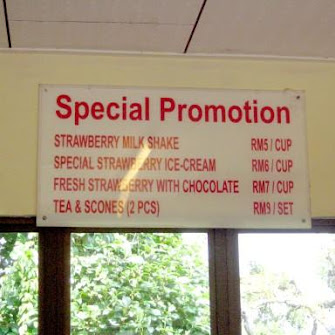 Special Promotion
STRAWBERRY MILK SHAKE RM5 / CUP
SPECIAL STRAWBERRY ICE-CREAM RM6 / CUP
FRESH STRAWBERRY WITH CHOCOLATE RM7 / CUP
TEA & SCONES (2 PCS) RM9 / SET